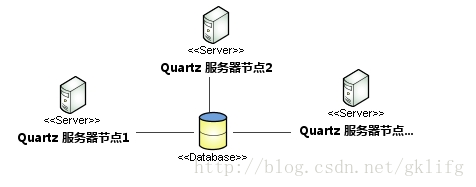 <<Server>>
Quartz 服务器节点2
<<Server>>
Quartz 服务器节点1
<<Server>>
Quartz 服务器节点...
<<Database>>
http://blog.csdn.net/gklifg